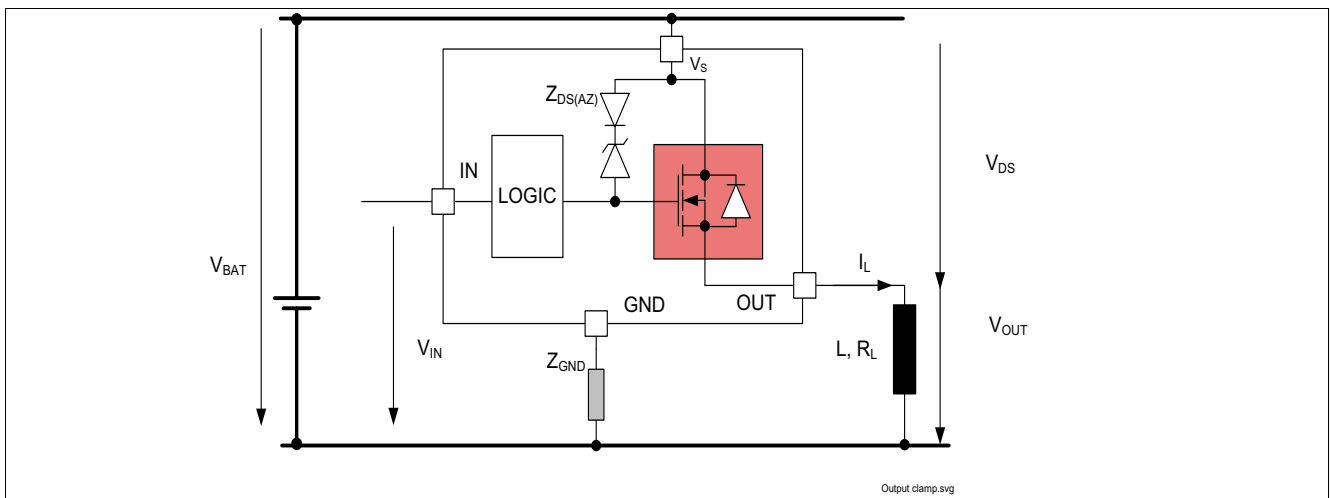 V_S
Z_DS(AZ)
IN
LOGIC
V_DS
V_BAT
I_L
GND
OUT
V_OUT
V_IN
L, R_L
Z_GND
Output clamp.svg